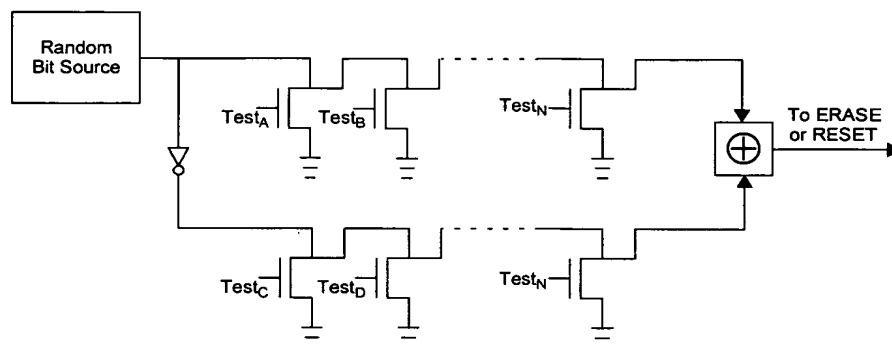 Random
Bit Source
Test_A
Test_B
Test_N
To ERASE
or RESET
Test_C
Test_D
Test_N